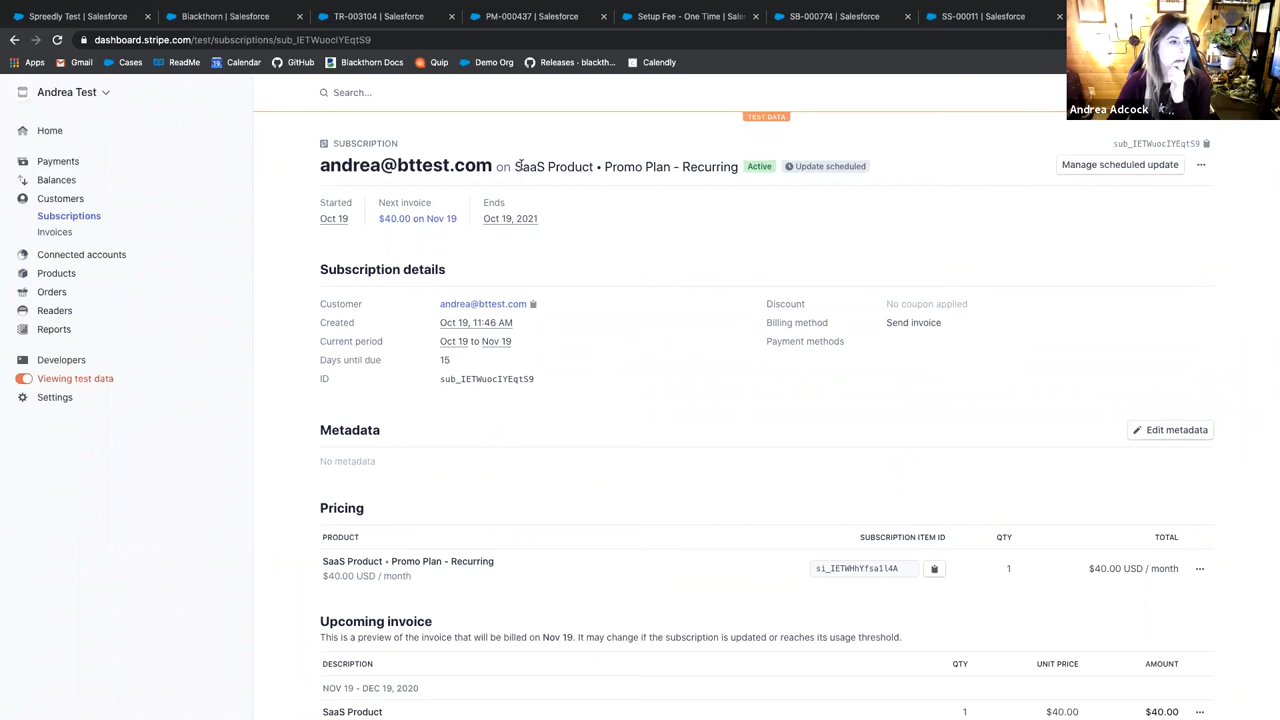 Spreedly Test | Salesforce
Blackthorn | Salesforce
TR-003104 | Salesforce
PM-000437 | Salesforce
Setup Fee - One Time | Sales
SB-000774 | Salesforce
SS-00011 | Salesforce
dashboard.stripe.com/test/subscriptions/sub_IETWuocIYEqtS9
Apps Gmail Cases ReadMe Calendar GitHub Blackthorn Docs Quip Demo Org Releases - blackth... Calendly
Andrea Adcock
Andrea Test
Search...
TEST DATA
Home
Payments
Balances
Customers
Subscriptions
Invoices
Connected accounts
Products
Orders
Readers
Reports
Developers
Viewing test data
Settings
SUBSCRIPTION
sub_IETWuocIYEqtS9
andrea@bttest.com on SaaS Product • Promo Plan - Recurring Active Update scheduled
Manage scheduled update
Started Next invoice Ends
Oct 19 $40.00 on Nov 19 Oct 19, 2021
Subscription details
Customer andrea@bttest.com
Created Oct 19, 11:46 AM
Current period Oct 19 to Nov 19
Days until due 15
ID sub_IETWuocIYEqtS9
Discount No coupon applied
Billing method Send invoice
Payment methods
Metadata
Edit metadata
No metadata
Pricing
PRODUCT SUBSCRIPTION ITEM ID QTY TOTAL
SaaS Product • Promo Plan - Recurring
$40.00 USD / month
si_IETWHhYfsa1l4A 1 $40.00 USD / month
Upcoming invoice
This is a preview of the invoice that will be billed on Nov 19. It may change if the subscription is updated or reaches its usage threshold.
DESCRIPTION QTY UNIT PRICE AMOUNT
NOV 19 - DEC 19, 2020
SaaS Product 1 $40.00 $40.00